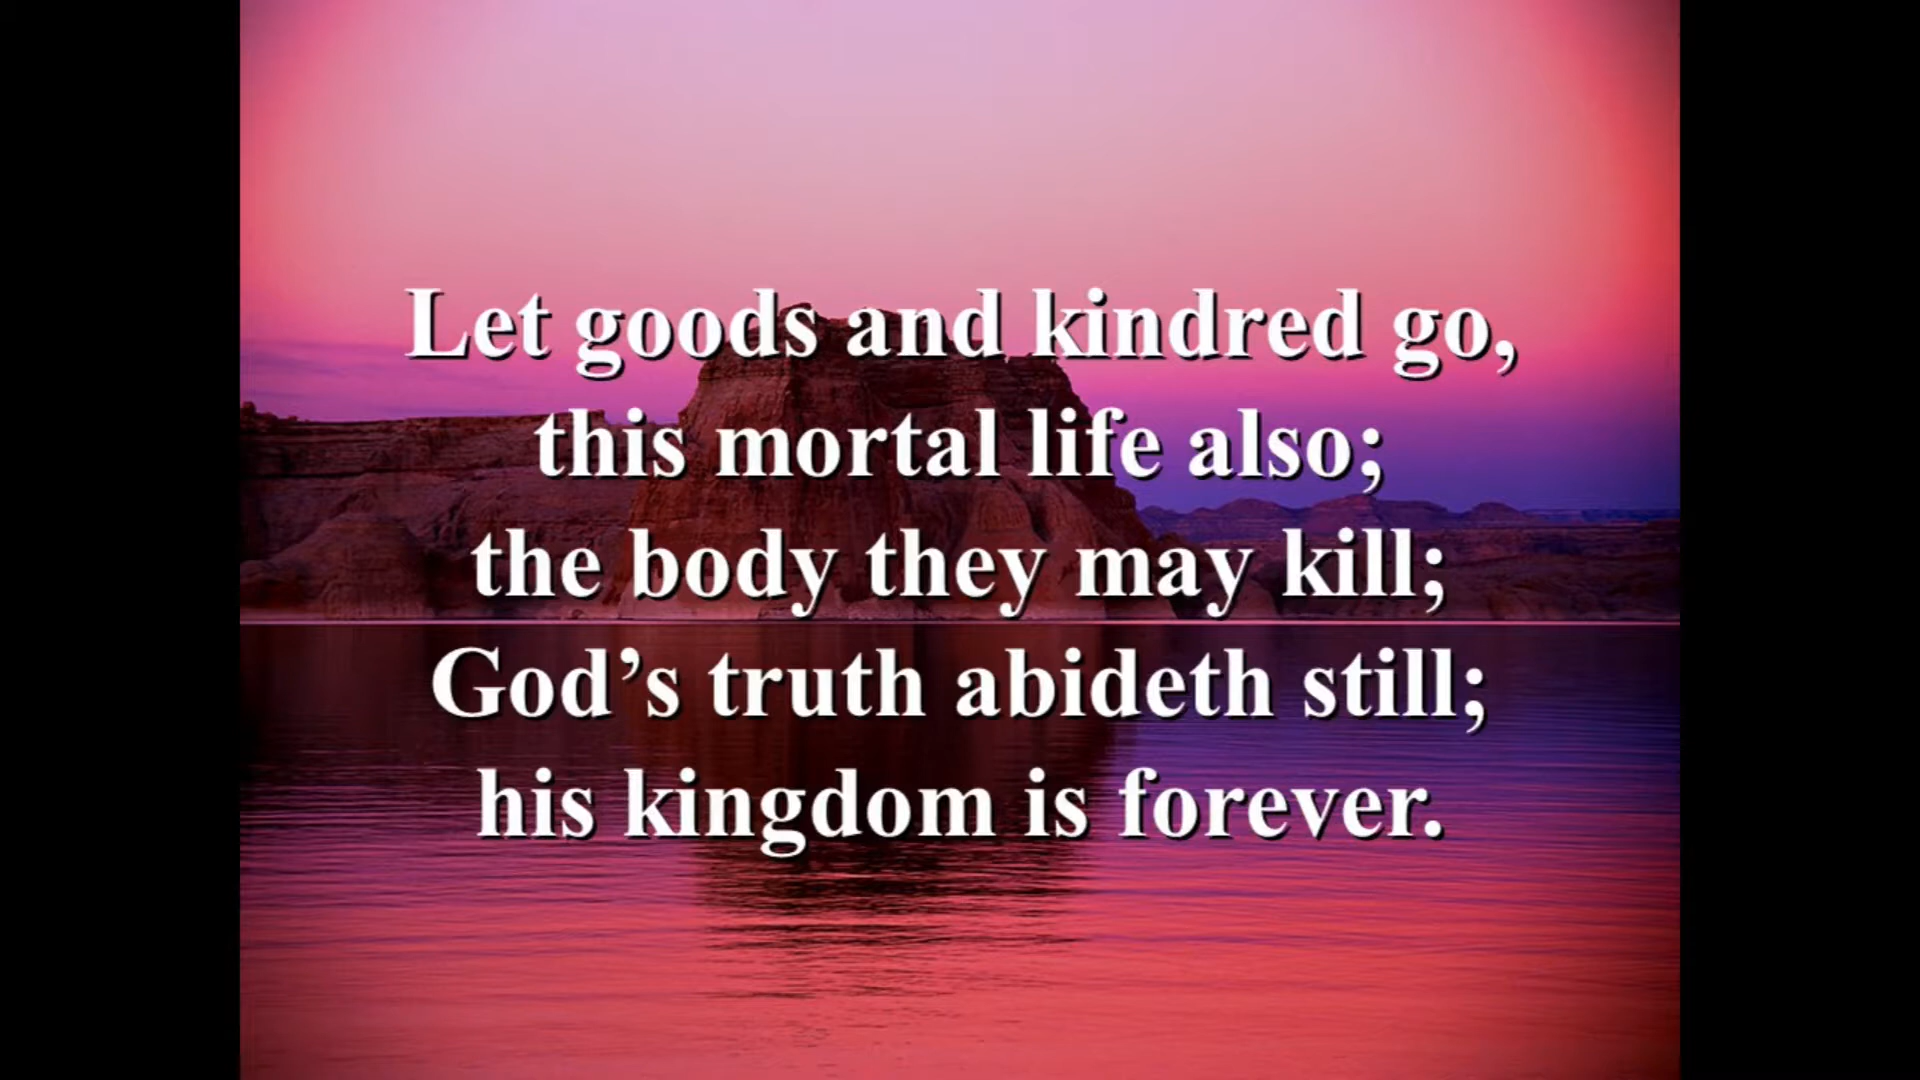 Let goods and kindred go,
this mortal life also;
the body they may kill;
God’s truth abideth still;
his kingdom is forever.